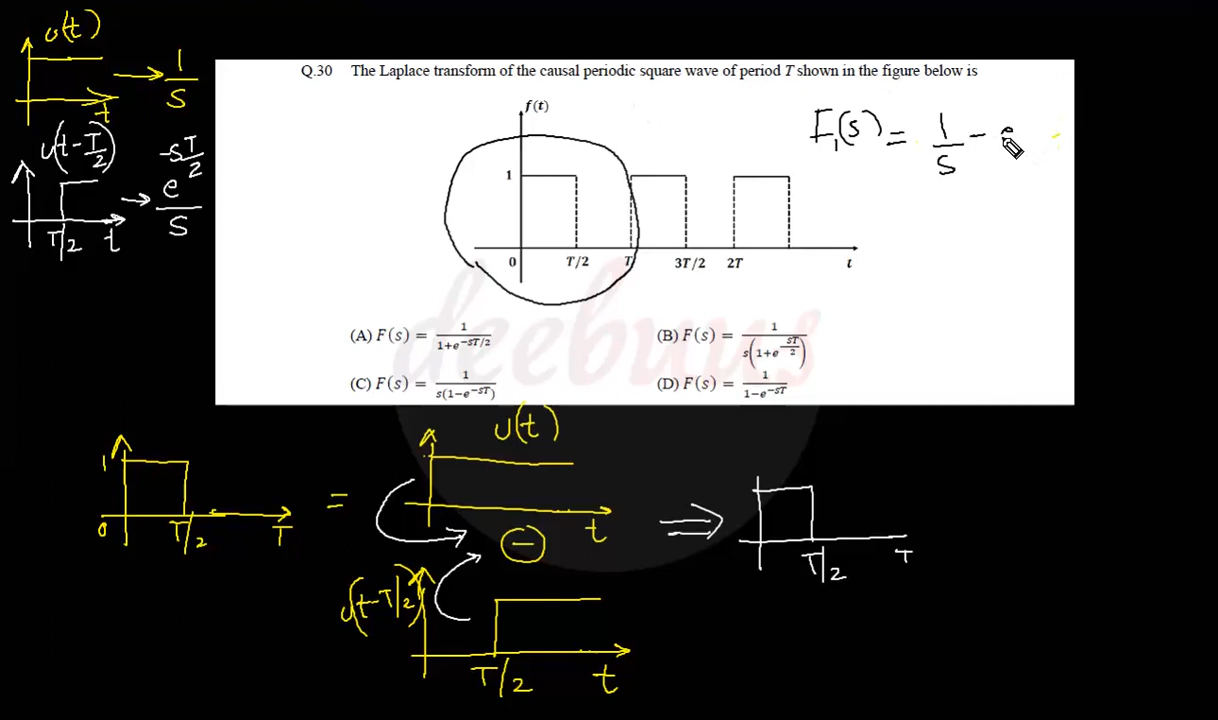 u(t)
1
→ 1/s
t
u(t-T/2)
→ e^{-sT/2}/s
T/2 t
Q.30 The Laplace transform of the causal periodic square wave of period T shown in the figure below is
f(t)
F₁(s) = 1/s - e
1
0 T/2 T 3T/2 2T t
(A) F(s) = 1/(1+e^{-sT/2})
(B) F(s) = 1/(s(1+e^{-sT/2}))
(C) F(s) = 1/(s(1-e^{-sT}))
(D) F(s) = 1/(1-e^{-sT})
deebuus
1
0 T/2 T
=
u(t)
t
-
u(t-T/2)
T/2 t
⇒
T/2 T